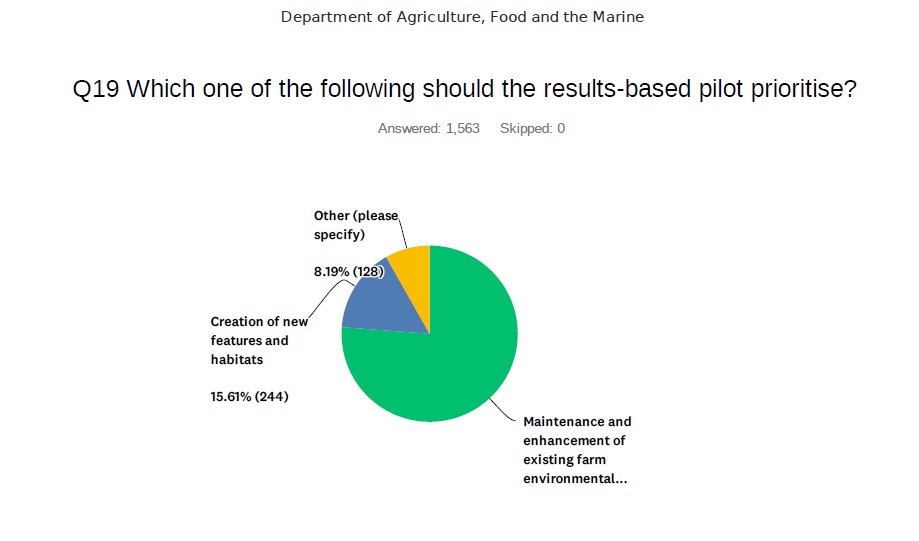 Department of Agriculture, Food and the Marine
Q19 Which one of the following should the results-based pilot prioritise?
Answered: 1,563 Skipped: 0
Other (please
specify)
8.19% (128)
Creation of new
features and
habitats
15.61% (244)
Maintenance and
enhancement of
existing farm
environmental...